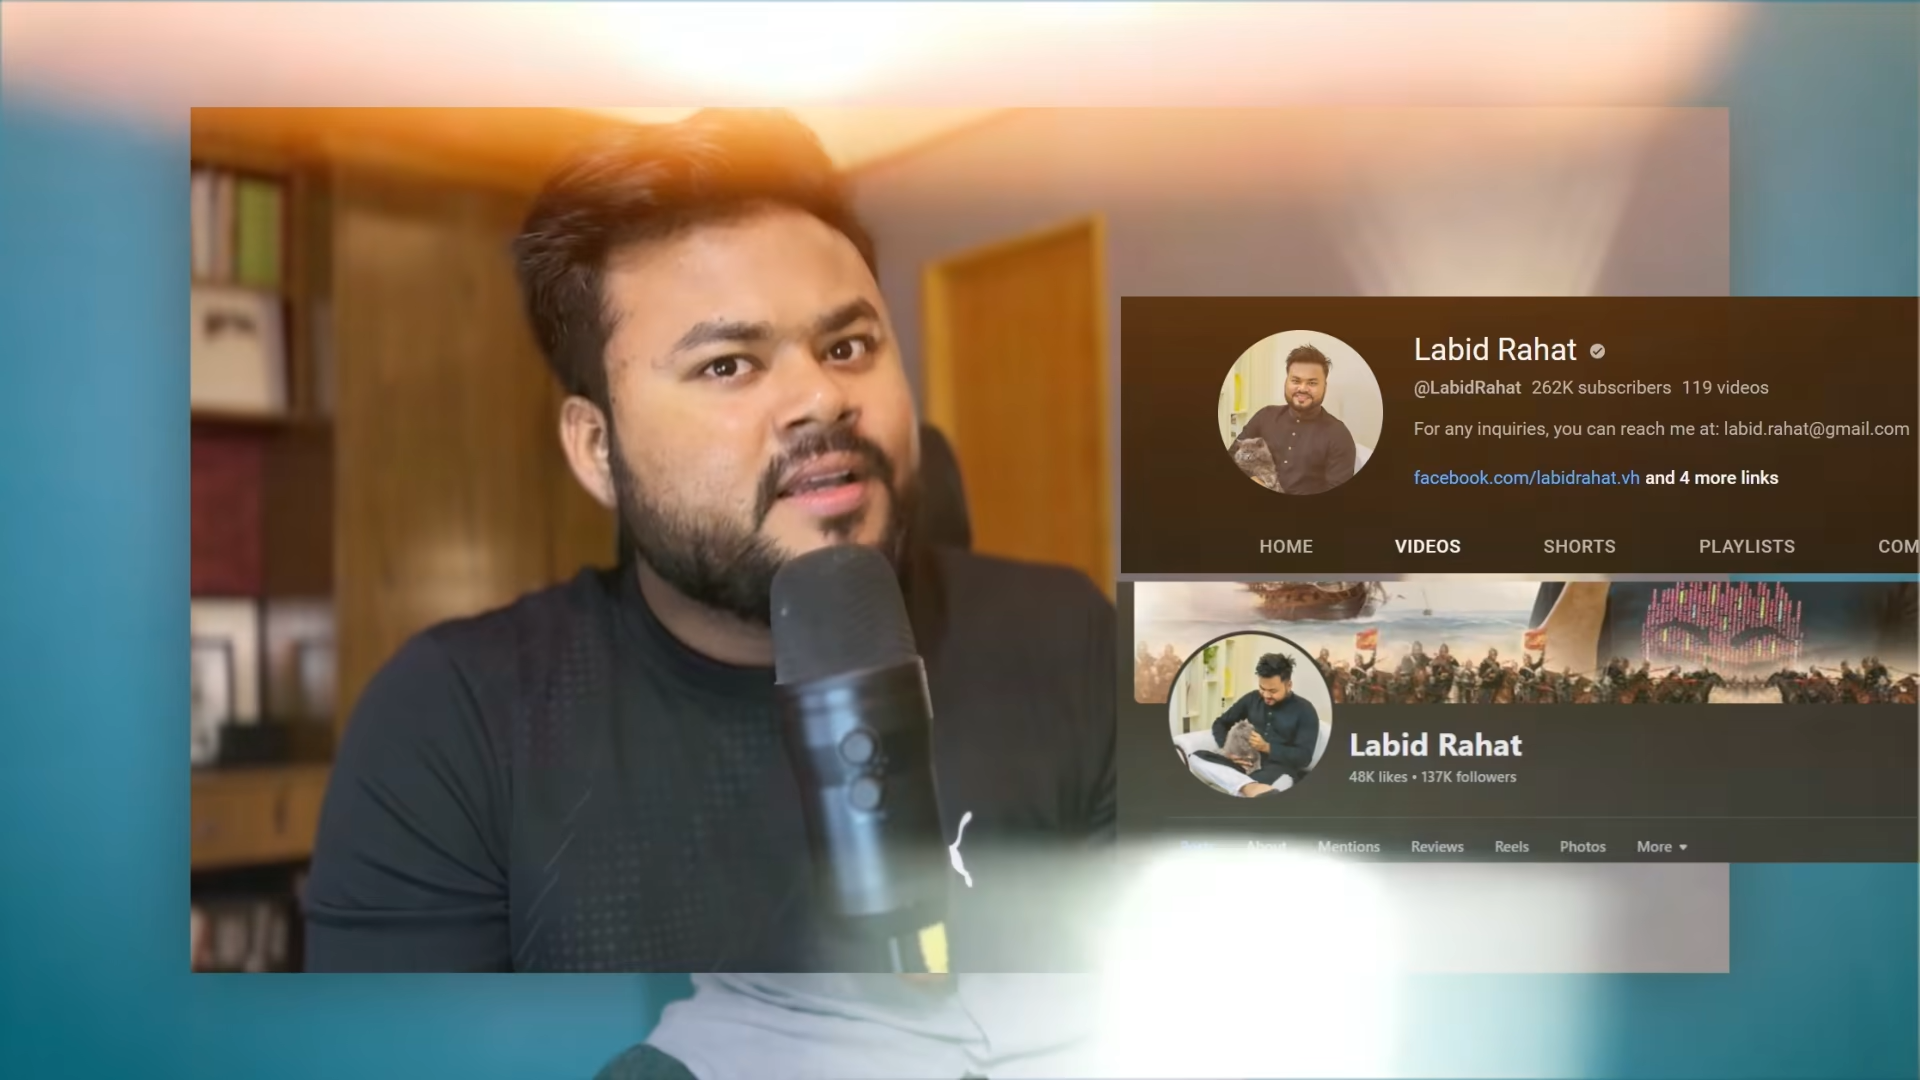 Labid Rahat
@LabidRahat 262K subscribers 119 videos
For any inquiries, you can reach me at: labid.rahat@gmail.com
facebook.com/labidrahat.vh and 4 more links
HOME VIDEOS SHORTS PLAYLISTS COM
Labid Rahat
48K likes • 137K followers
Posts About Mentions Reviews Reels Photos More